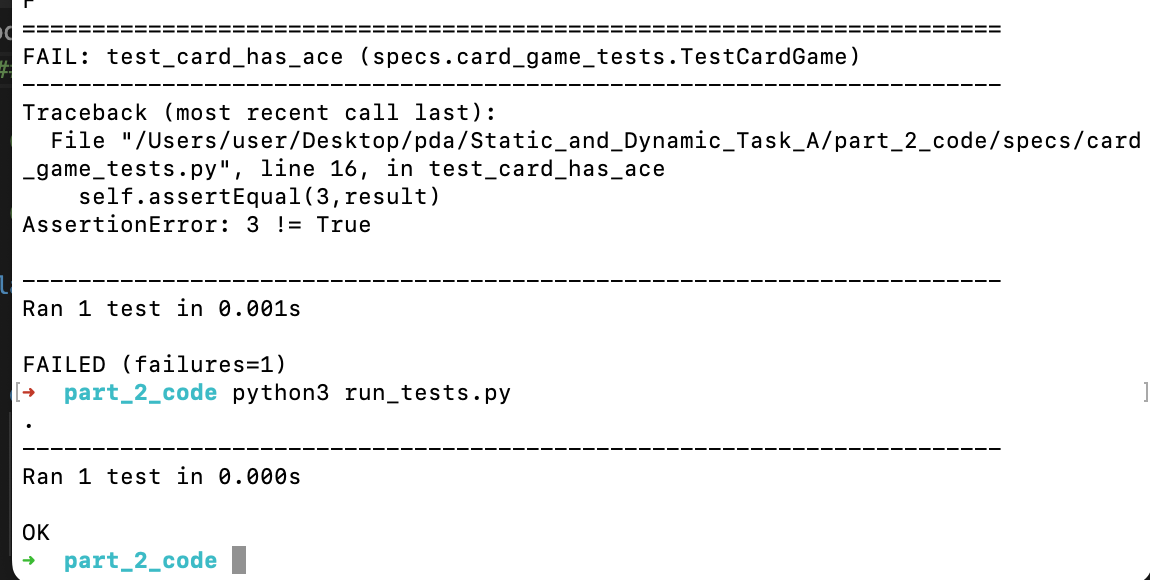 F
======================================================================
FAIL: test_card_has_ace (specs.card_game_tests.TestCardGame)
----------------------------------------------------------------------
Traceback (most recent call last):
  File "/Users/user/Desktop/pda/Static_and_Dynamic_Task_A/part_2_code/specs/card
_game_tests.py", line 16, in test_card_has_ace
    self.assertEqual(3,result)
AssertionError: 3 != True

----------------------------------------------------------------------
Ran 1 test in 0.001s

FAILED (failures=1)
[➜  part_2_code python3 run_tests.py ]
.
----------------------------------------------------------------------
Ran 1 test in 0.000s

OK
➜  part_2_code